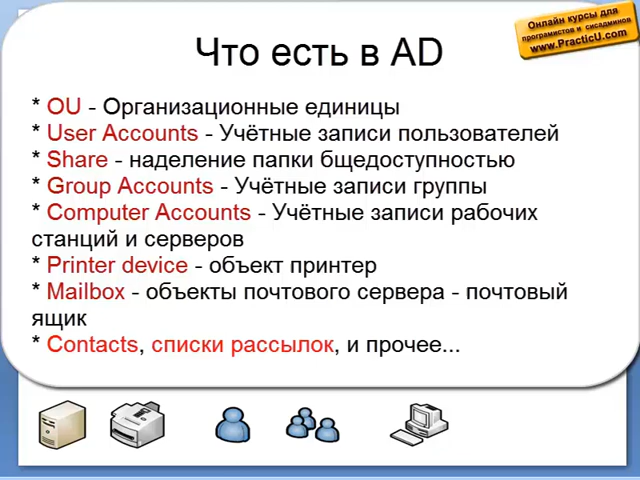 Онлайн курсы для
програмистов и сисадминов
www.PracticU.com
Что есть в AD
* OU - Организационные единицы
* User Accounts - Учётные записи пользователей
* Share - наделение папки бщедоступностью
* Group Accounts - Учётные записи группы
* Computer Accounts - Учётные записи рабочих
станций и серверов
* Printer device - объект принтер
* Mailbox - объекты почтового сервера - почтовый
ящик
* Contacts, списки рассылок, и прочее...